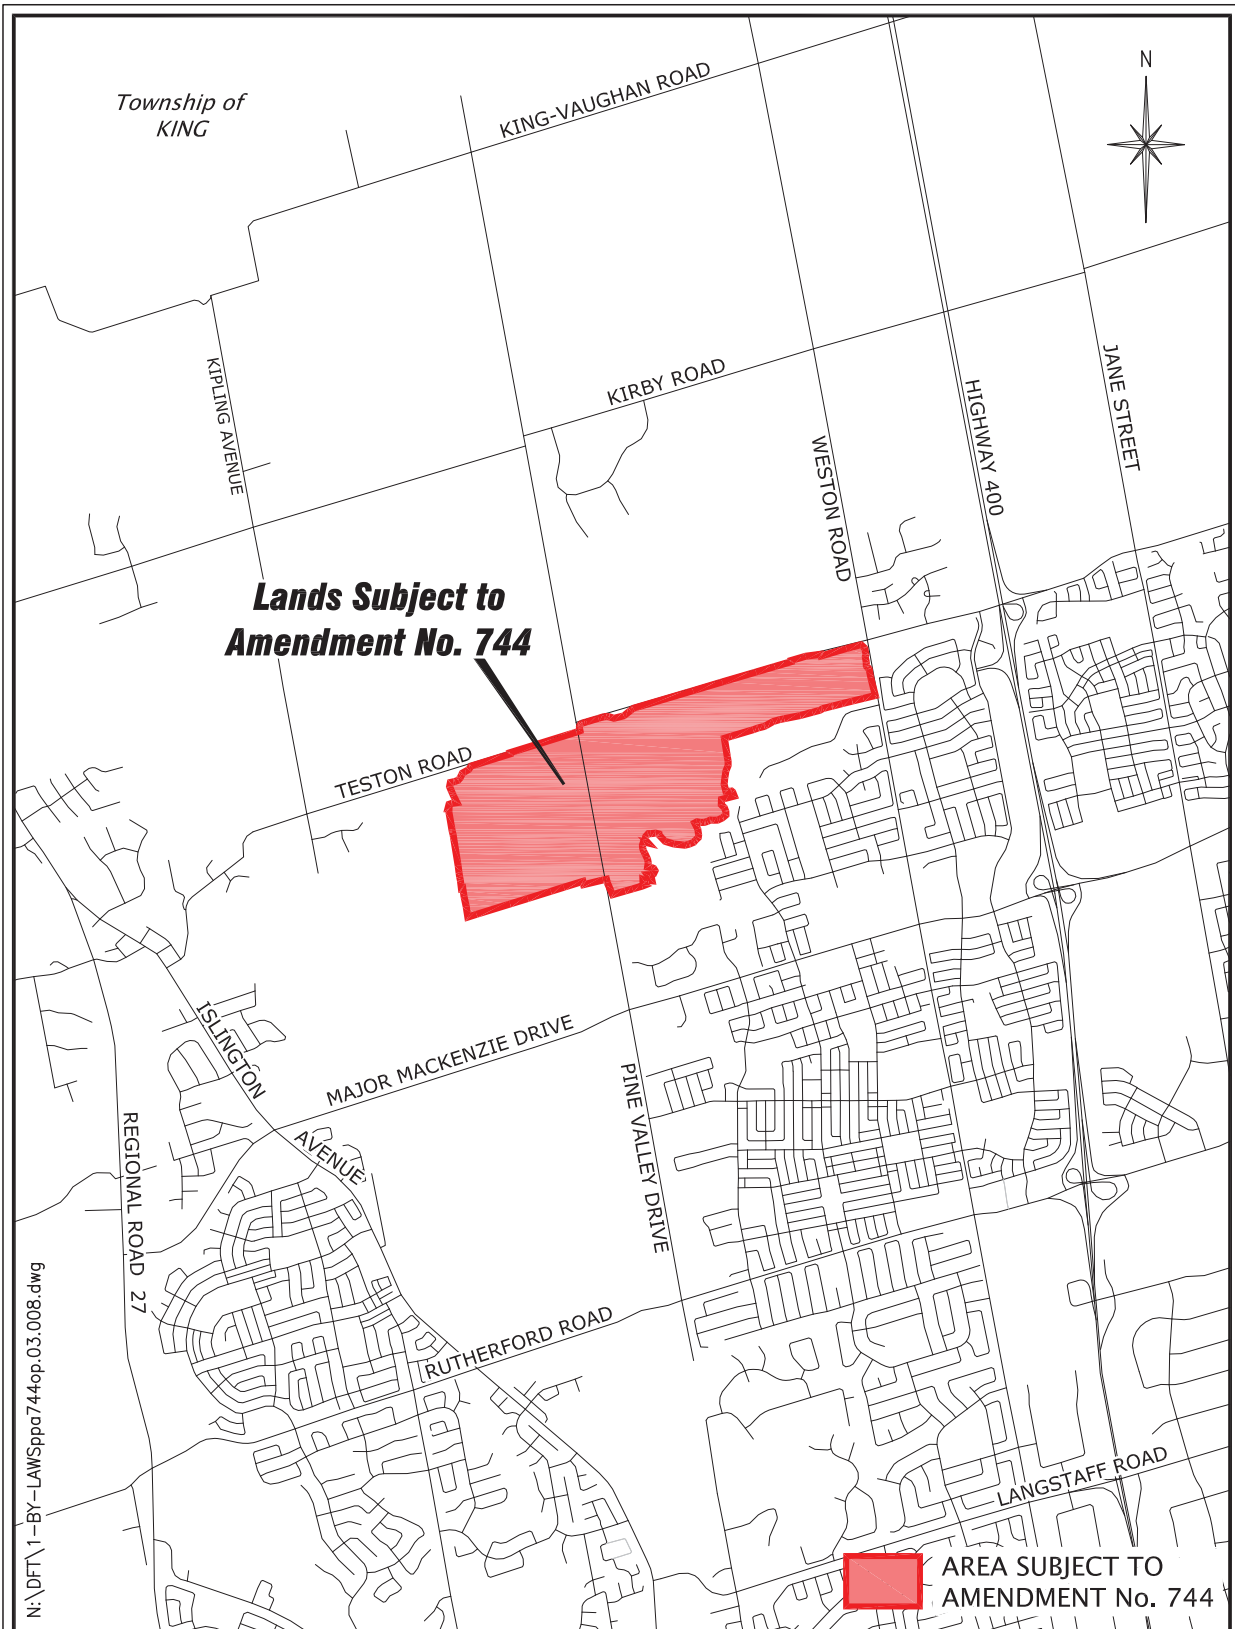 Township of
KING
KING-VAUGHAN ROAD
N
KIPLING AVENUE
KIRBY ROAD
WESTON ROAD
HIGHWAY 400
JANE STREET
Lands Subject to
Amendment No. 744
TESTON ROAD
ISLINGTON
AVENUE
MAJOR MACKENZIE DRIVE
PINE VALLEY DRIVE
REGIONAL ROAD 27
RUTHERFORD ROAD
LANGSTAFF ROAD
AREA SUBJECT TO
AMENDMENT No. 744
N:\DFT\1-BY-LAWSppa744op.03.008.dwg